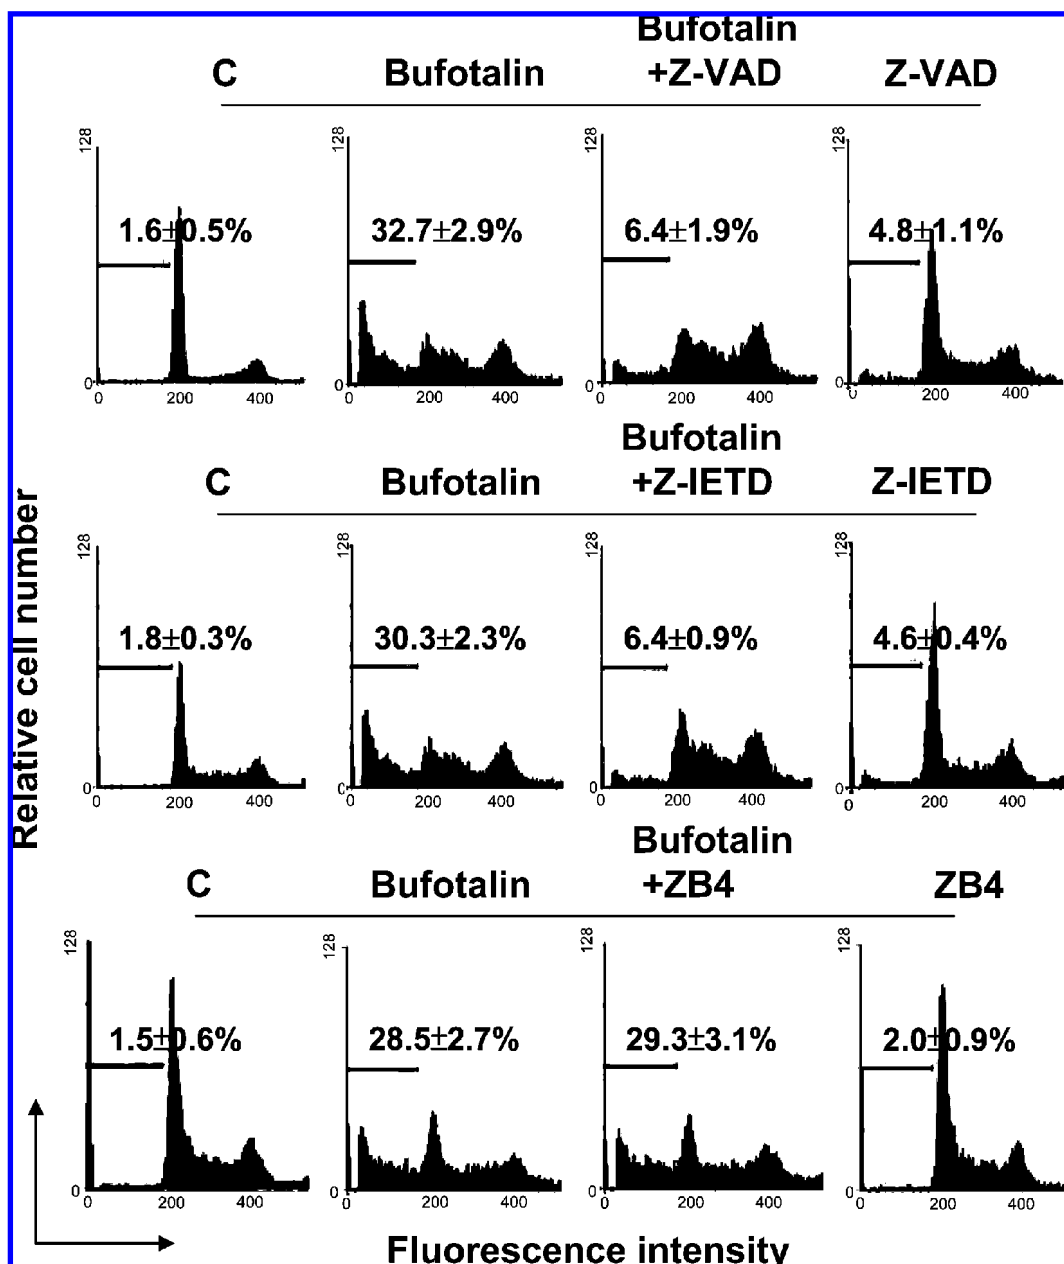 Bufotalin
C Bufotalin +Z-VAD Z-VAD
128 128 128 128
1.6±0.5% 32.7±2.9% 6.4±1.9% 4.8±1.1%
0 0 0 0
0 200 400 0 200 400 0 200 400 0 200 400
Bufotalin
C Bufotalin +Z-IETD Z-IETD
128 128 128 128
1.8±0.3% 30.3±2.3% 6.4±0.9% 4.6±0.4%
0 0 0 0
0 200 400 0 200 400 0 200 400 0 200 400
Relative cell number
Bufotalin
C Bufotalin +ZB4 ZB4
128 128 128 128
1.5±0.6% 28.5±2.7% 29.3±3.1% 2.0±0.9%
0 0 0 0
0 200 400 0 200 400 0 200 400 0 200 400
Fluorescence intensity